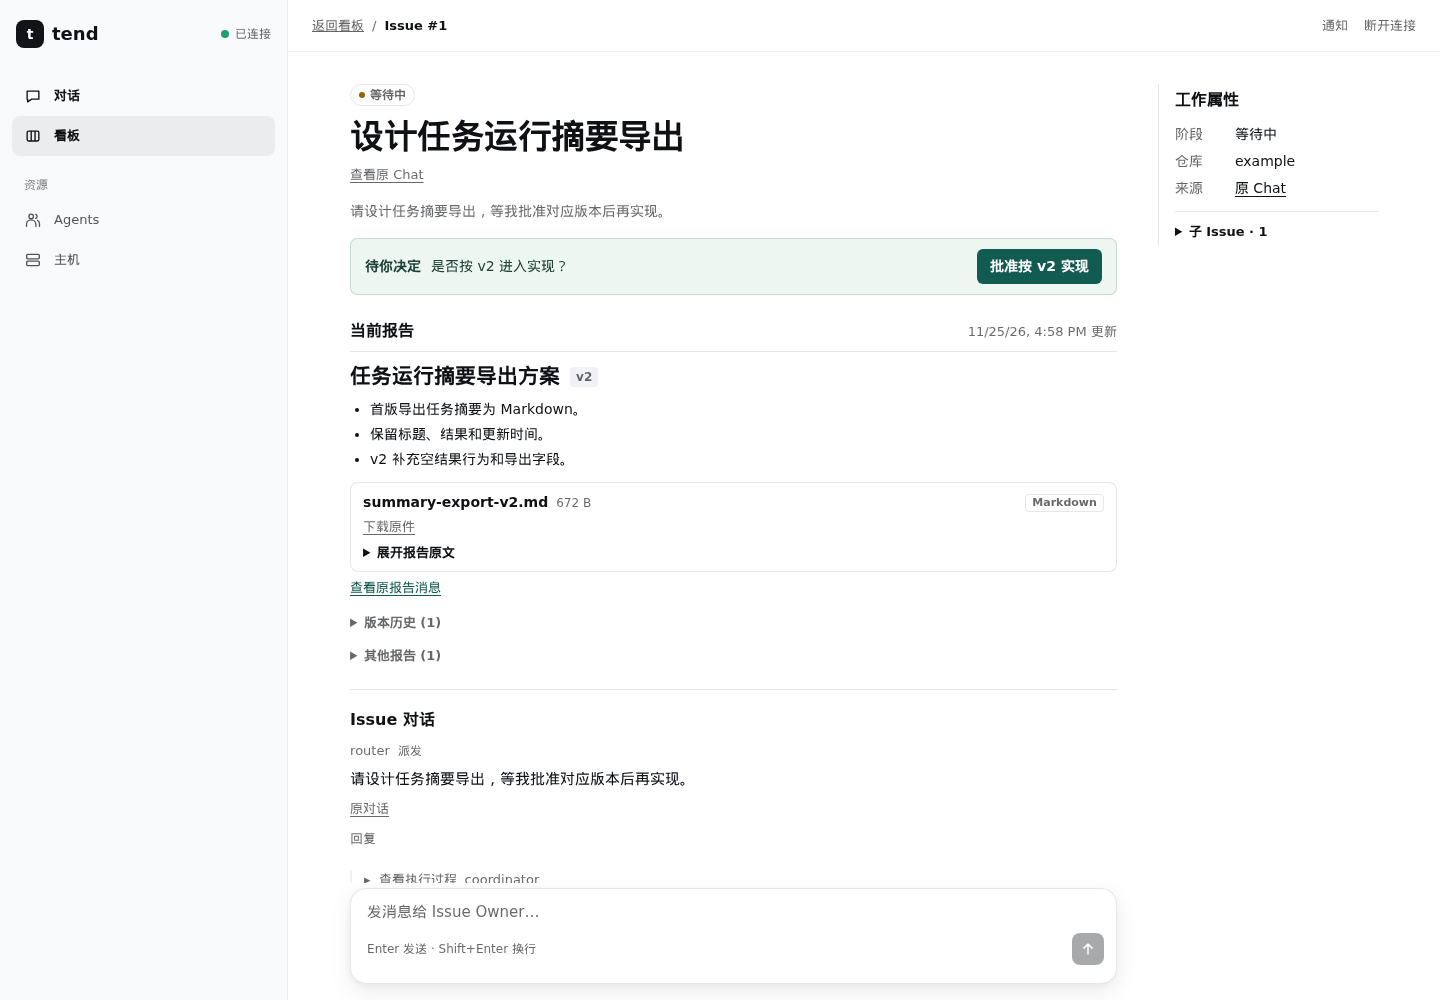 t tend
已连接
对话
看板
资源
Agents
主机
返回看板 / Issue #1
通知 断开连接
等待中
设计任务运行摘要导出
查看原 Chat
请设计任务摘要导出，等我批准对应版本后再实现。
待你决定 是否按 v2 进入实现？
批准按 v2 实现
当前报告
11/25/26, 4:58 PM 更新
任务运行摘要导出方案 v2
• 首版导出任务摘要为 Markdown。
• 保留标题、结果和更新时间。
• v2 补充空结果行为和导出字段。
summary-export-v2.md 672 B
Markdown
下载原件
▶ 展开报告原文
查看原报告消息
▶ 版本历史 (1)
▶ 其他报告 (1)
Issue 对话
router 派发
请设计任务摘要导出，等我批准对应版本后再实现。
原对话
回复
▸ 查看执行过程 coordinator
发消息给 Issue Owner…
Enter 发送 · Shift+Enter 换行
工作属性
阶段 等待中
仓库 example
来源 原 Chat
▶ 子 Issue · 1